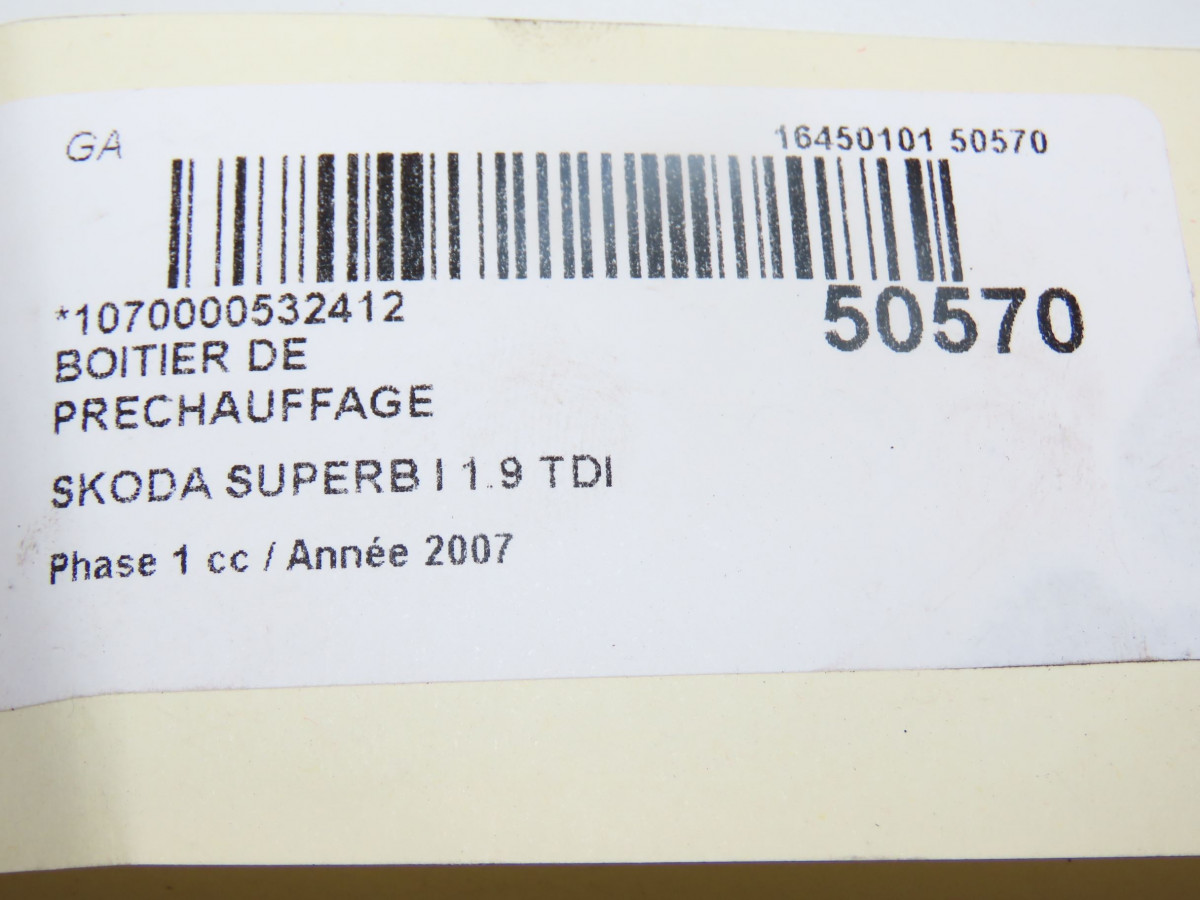 GA
16450101 50570
*1070000532412
50570
BOITIER DE
PRECHAUFFAGE
SKODA SUPERB I 1.9 TDI
Phase 1 cc / Année 2007